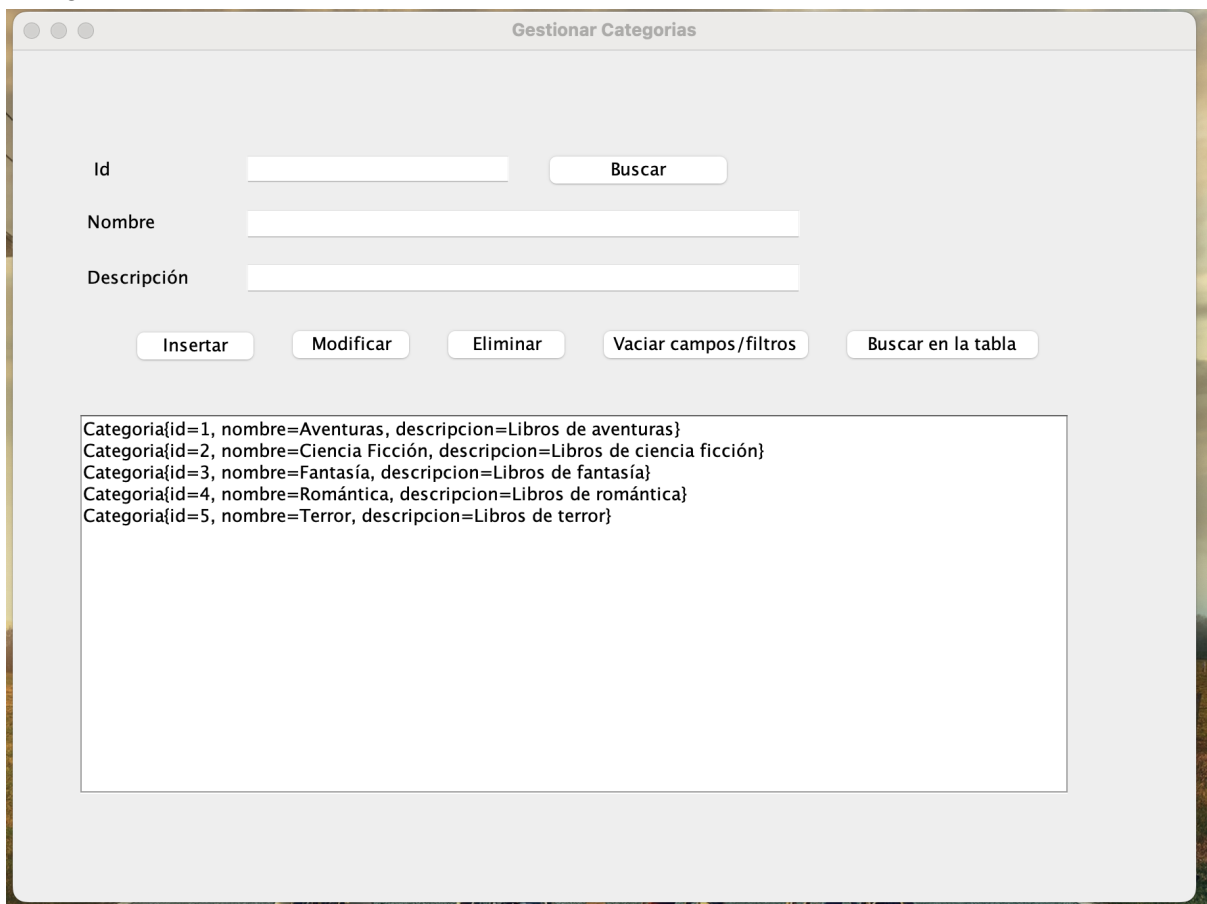 Gestionar Categorias
Id
Buscar
Nombre
Descripción
Insertar Modificar Eliminar Vaciar campos/filtros Buscar en la tabla
Categoria{id=1, nombre=Aventuras, descripcion=Libros de aventuras}
Categoria{id=2, nombre=Ciencia Ficción, descripcion=Libros de ciencia ficción}
Categoria{id=3, nombre=Fantasía, descripcion=Libros de fantasía}
Categoria{id=4, nombre=Romántica, descripcion=Libros de romántica}
Categoria{id=5, nombre=Terror, descripcion=Libros de terror}